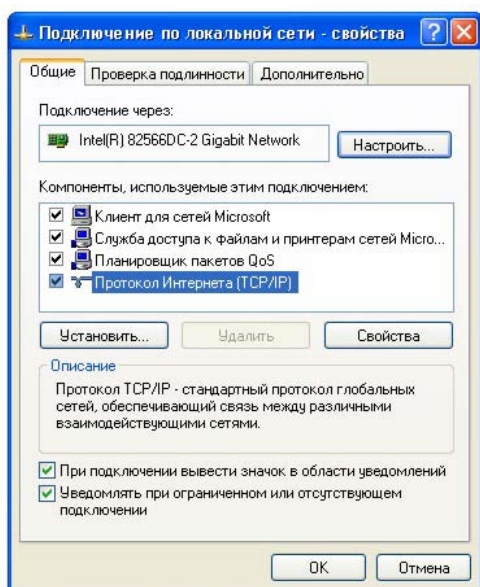 Подключение по локальной сети - свойства
Общие Проверка подлинности Дополнительно
Подключение через:
Intel(R) 82566DC-2 Gigabit Network Настроить...
Компоненты, используемые этим подключением:
Клиент для сетей Microsoft
Служба доступа к файлам и принтерам сетей Micro...
Планировщик пакетов QoS
Протокол Интернета (TCP/IP)
Установить... Удалить Свойства
Описание
Протокол TCP/IP - стандартный протокол глобальных
сетей, обеспечивающий связь между различными
взаимодействующими сетями.
При подключении вывести значок в области уведомлений
Уведомлять при ограниченном или отсутствующем
подключении
OK Отмена